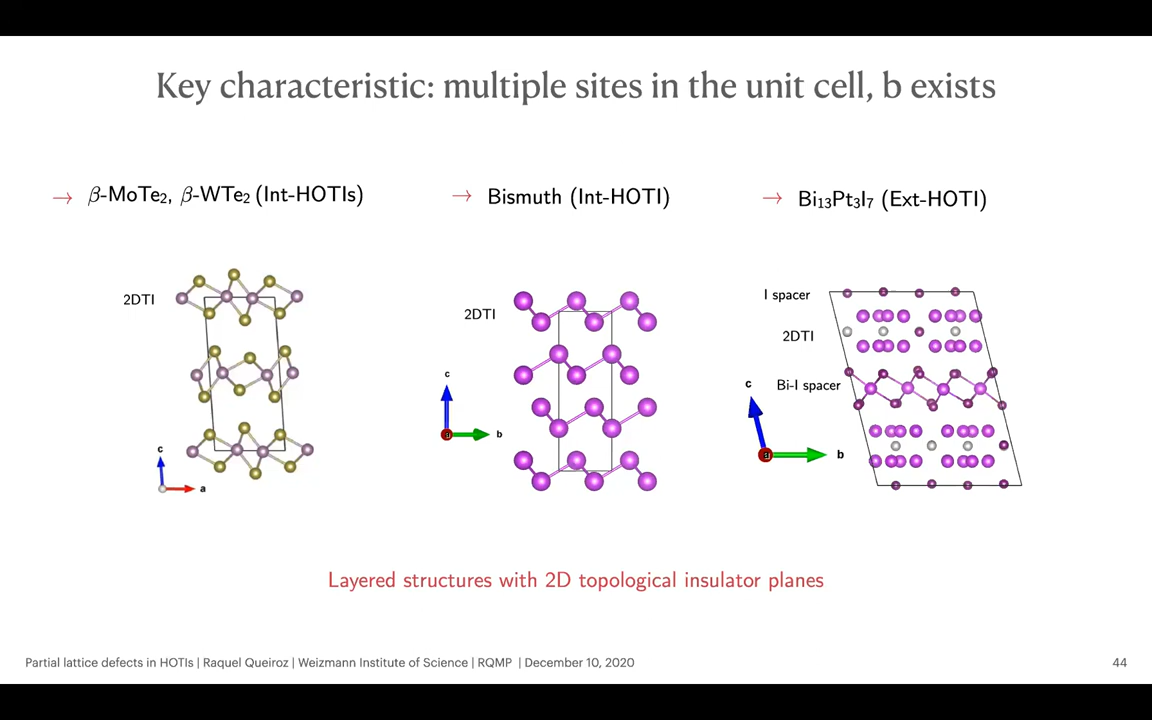 Key characteristic: multiple sites in the unit cell, b exists
→ β-MoTe₂, β-WTe₂ (Int-HOTIs)
→ Bismuth (Int-HOTI)
→ Bi₁₃Pt₃I₇ (Ext-HOTI)
2DTI
c
a
2DTI
c
a
b
I spacer
2DTI
Bi-I spacer
c
a
b
Layered structures with 2D topological insulator planes
Partial lattice defects in HOTIs | Raquel Queiroz | Weizmann Institute of Science | RQMP | December 10, 2020
44